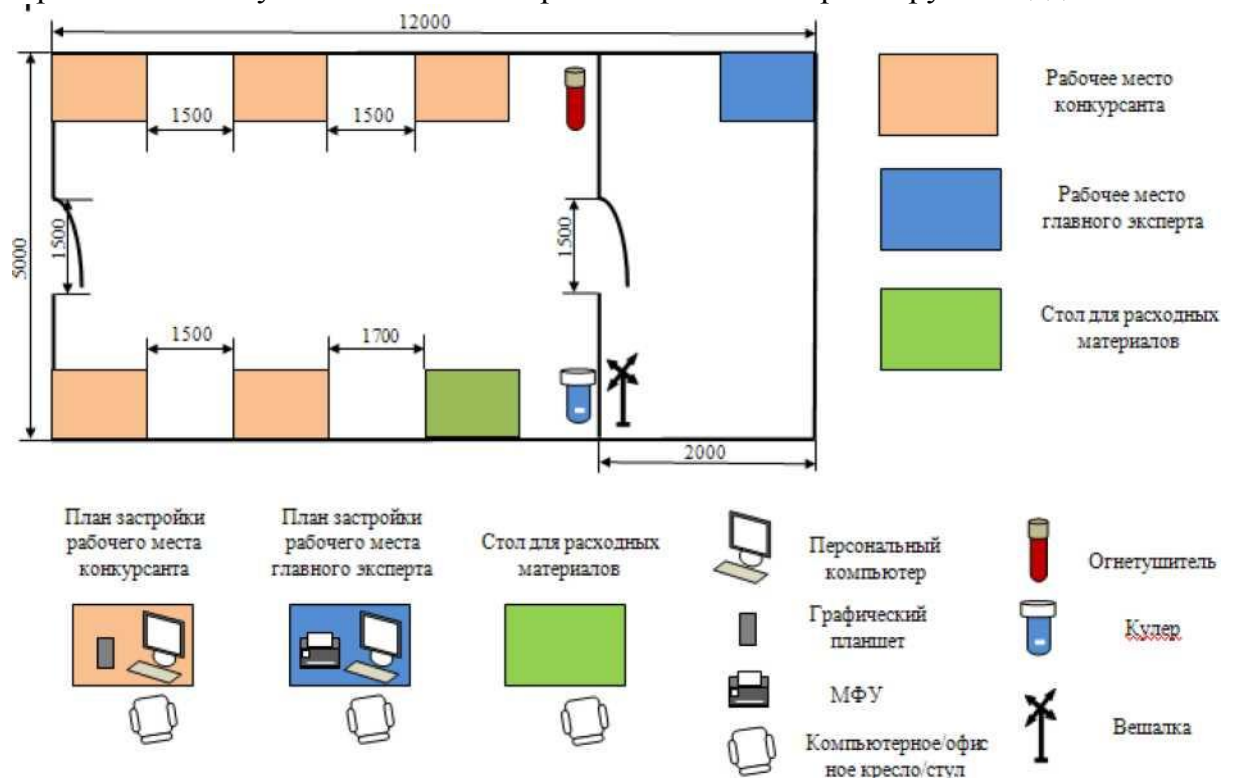 12000
Рабочее место
конкурсанта
1500
1500
Рабочее место
главного эксперта
1500
1500
5000
Стол для расходных
материалов
1500
1700
2000
План застройки
рабочего места
конкурсанта
План застройки
рабочего места
главного эксперта
Стол для расходных
материалов
Персональный
компьютер
Графический
планшет
МФУ
Компьютерное/офис
ное кресло/стул
Огнетушитель
Кулер
Вешалка